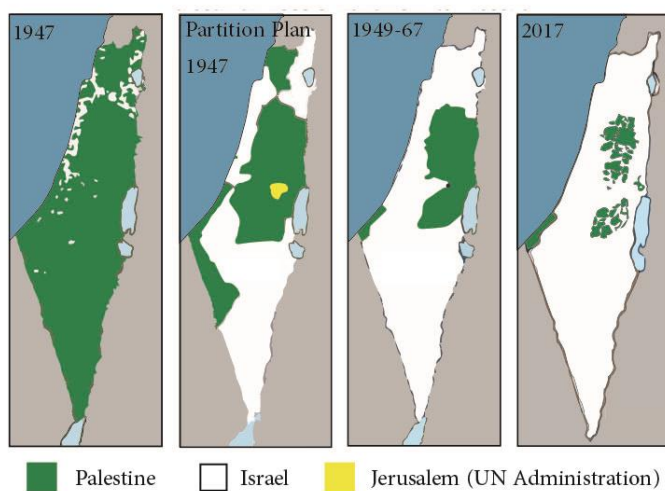 1947
Partition Plan
1947
1949-67
2017
Palestine
Israel
Jerusalem (UN Administration)